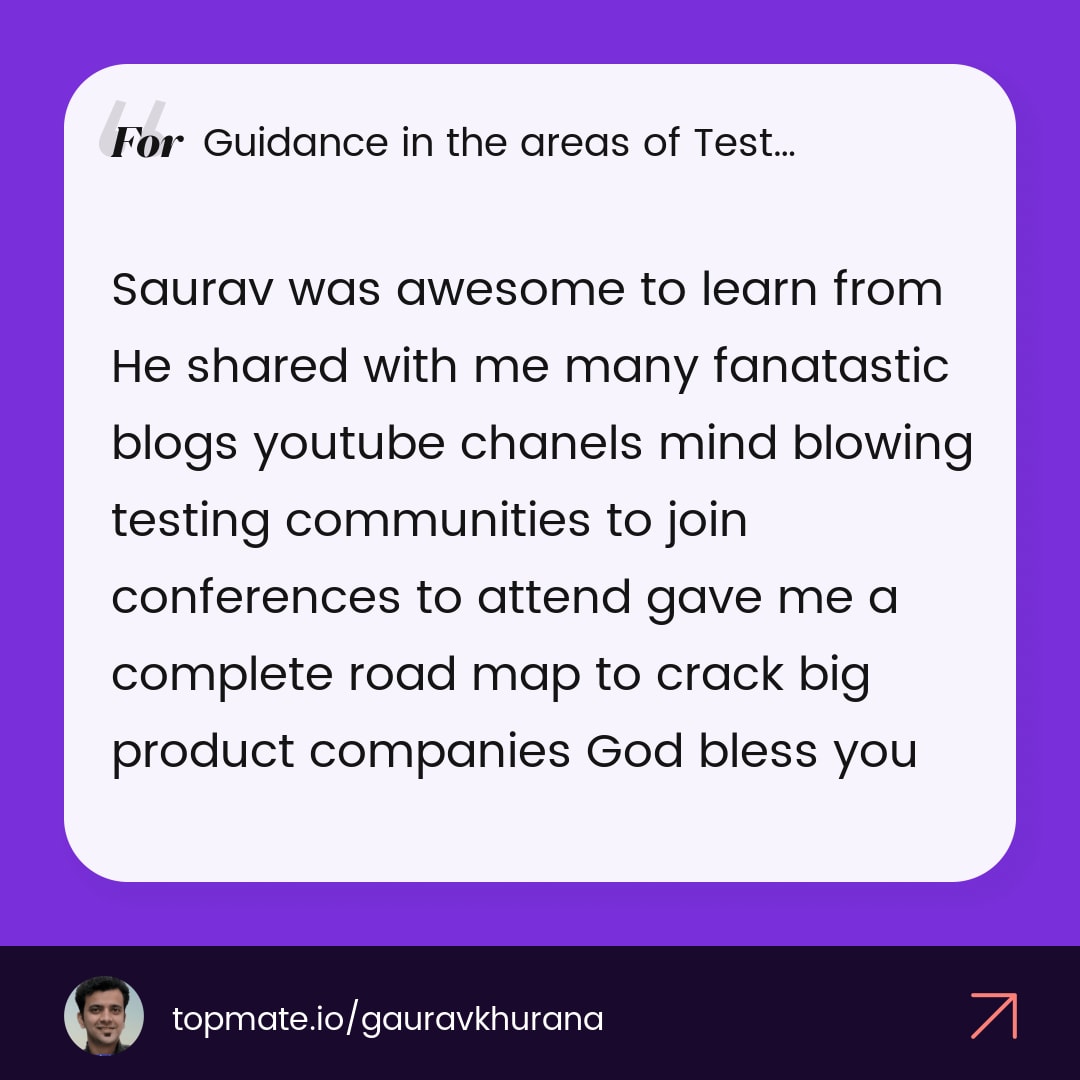 For Guidance in the areas of Test...
Saurav was awesome to learn from
He shared with me many fanatastic
blogs youtube chanels mind blowing
testing communities to join
conferences to attend gave me a
complete road map to crack big
product companies God bless you
topmate.io/gauravkhurana